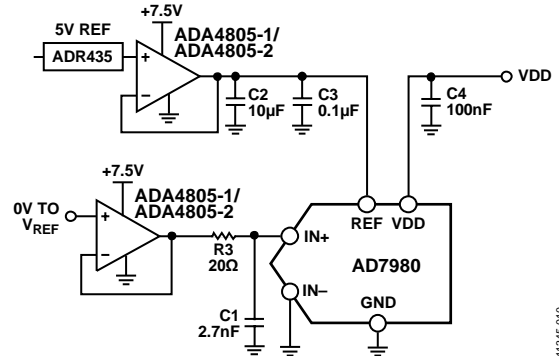 +7.5V
5V REF
ADR435
ADA4805-1/
ADA4805-2
+
−
C2
10µF
C3
0.1µF
C4
100nF
VDD
+7.5V
ADA4805-1/
ADA4805-2
0V TO
VREF
+
−
R3
20Ω
C1
2.7nF
IN+
IN−
REF
VDD
AD7980
GND